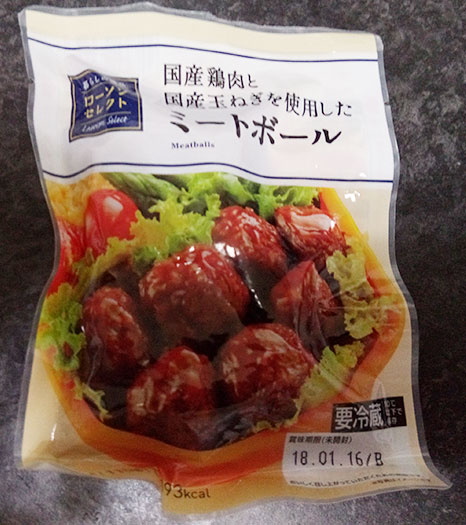 ローソン
セレクト
Lawson Select
国産鶏肉と
国産玉ねぎを使用した
ミートボール
Meatballs
要冷蔵
賞味期限(未開封)
18.01.16/B
93kcal